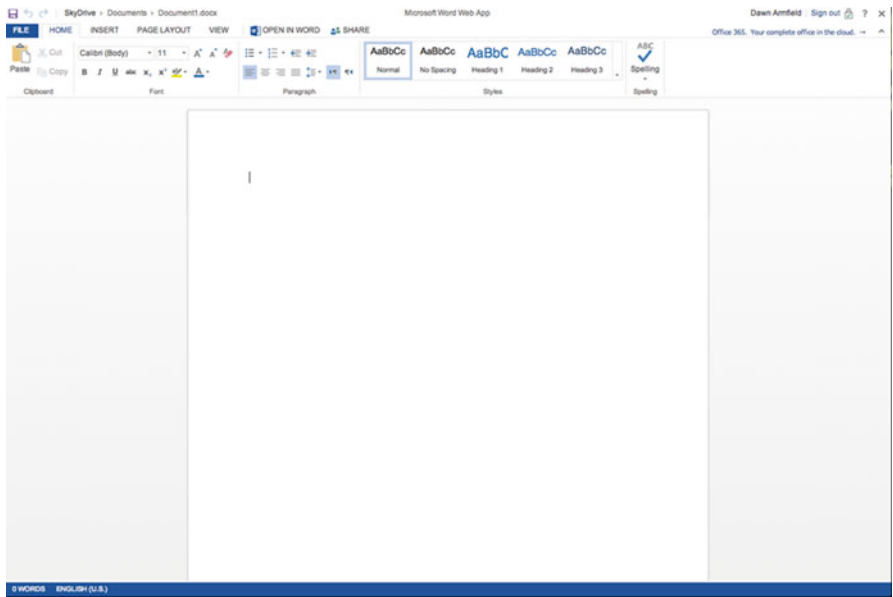 SkyDrive › Documents › Document1.docx Microsoft Word Web App Dawn Armfield Sign out ? X
FILE HOME INSERT PAGE LAYOUT VIEW OPEN IN WORD SHARE Office 365. Your complete office in the cloud. →
Cut Calibri (Body) 11 A A AaBbCc AaBbCc AaBbC AaBbCc AaBbCc ABC
Paste Copy B I U abc x, x' A Normal No Spacing Heading 1 Heading 2 Heading 3 Spelling
Clipboard Font Paragraph Styles Spelling
0 WORDS ENGLISH (U.S.)